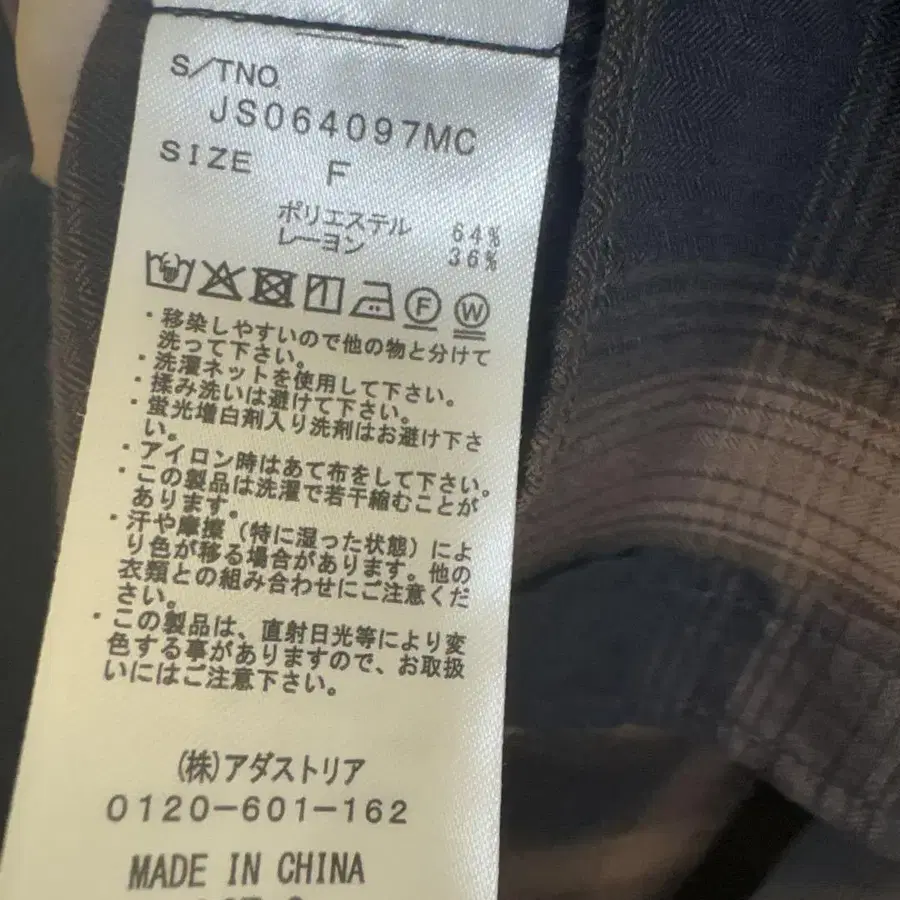 S/TNO.
JS064097MC
SIZE F
ポリエステル 64%
レーヨン 36%
F W
・移染しやすいので他の物と分けて
洗って下さい。
・洗濯ネットを使用して下さい。
・揉み洗いは避けて下さい。
・蛍光増白剤入り洗剤はお避け下さ
い。
・アイロン時はあて布をして下さい。
・この製品は洗濯で若干縮むことが
あります。
・汗や摩擦(特に湿った状態)によ
り色が移る場合があります。他の
衣類との組み合わせにご注意くだ
さい。
・この製品は、直射日光等により変
色する事がありますので、お取扱
いにはご注意下さい。
(株)アダストリア
0120-601-162
MADE IN CHINA